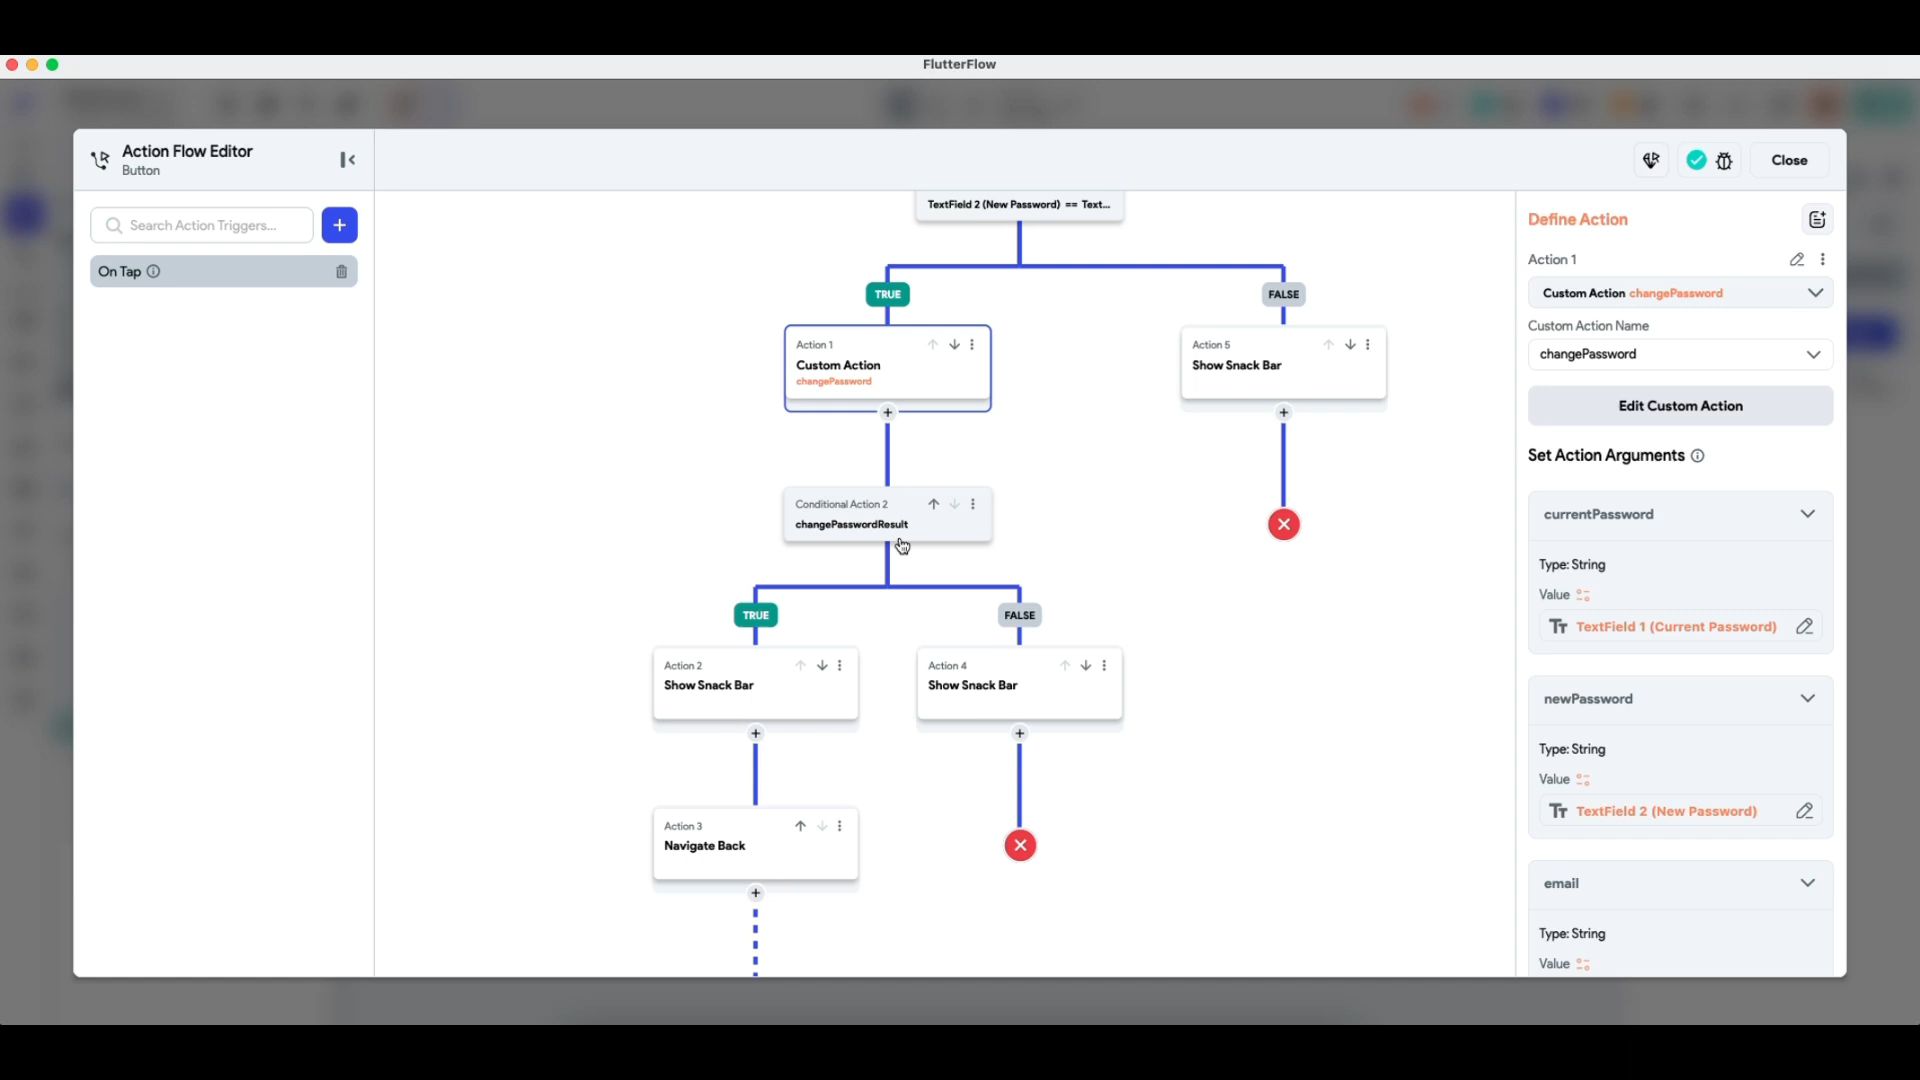 FlutterFlow
Action Flow Editor
Button
Close
Search Action Triggers...
On Tap
TextField 2 (New Password) == Text...
TRUE
FALSE
Action 1
Custom Action
changePassword
Action 5
Show Snack Bar
Conditional Action 2
changePasswordResult
TRUE
FALSE
Action 2
Show Snack Bar
Action 4
Show Snack Bar
Action 3
Navigate Back
Define Action
Action 1
Custom Action changePassword
Custom Action Name
changePassword
Edit Custom Action
Set Action Arguments
currentPassword
Type: String
Value
TextField 1 (Current Password)
newPassword
Type: String
Value
TextField 2 (New Password)
email
Type: String
Value